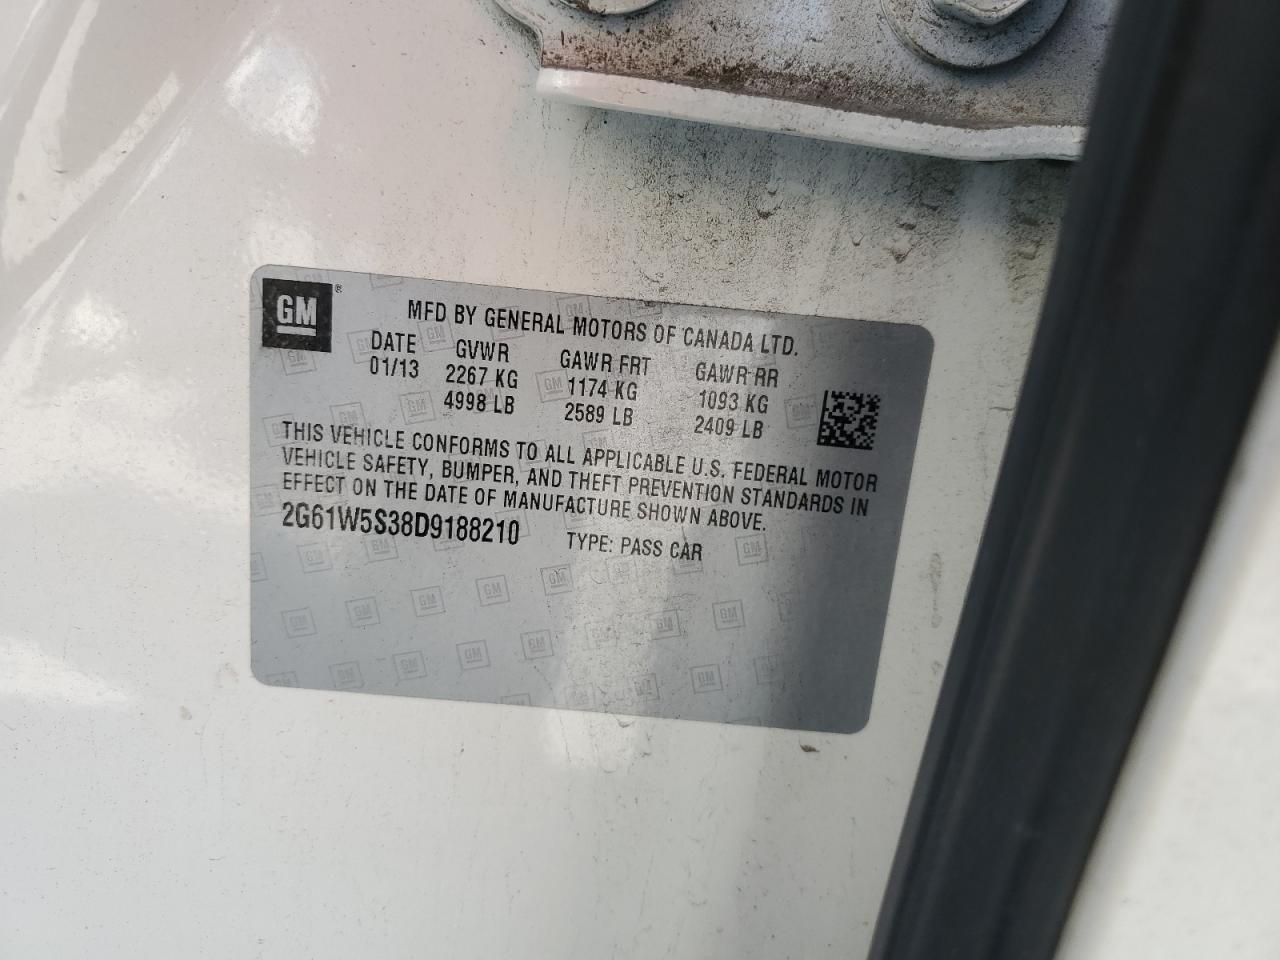 GM ®
MFD BY GENERAL MOTORS OF CANADA LTD.
DATE GVWR GAWR FRT GAWR RR
01/13 2267 KG 1174 KG 1093 KG
4998 LB 2589 LB 2409 LB
THIS VEHICLE CONFORMS TO ALL APPLICABLE U.S. FEDERAL MOTOR
VEHICLE SAFETY, BUMPER, AND THEFT PREVENTION STANDARDS IN
EFFECT ON THE DATE OF MANUFACTURE SHOWN ABOVE.
2G61W5S38D9188210 TYPE: PASS CAR